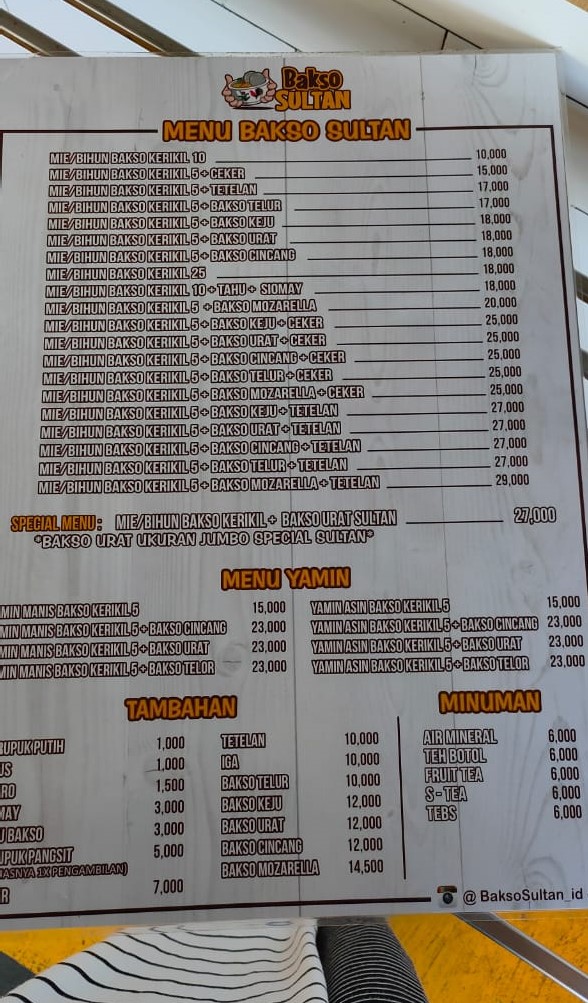 Bakso
SULTAN
MENU BAKSO SULTAN
MIE/BIHUN BAKSO KERIKIL 10 10,000
MIE/BIHUN BAKSO KERIKIL 5 + CEKER 15,000
MIE/BIHUN BAKSO KERIKIL 5 + TETELAN 17,000
MIE/BIHUN BAKSO KERIKIL 5 + BAKSO TELUR 17,000
MIE/BIHUN BAKSO KERIKIL 5 + BAKSO KEJU 18,000
MIE/BIHUN BAKSO KERIKIL 5 + BAKSO URAT 18,000
MIE/BIHUN BAKSO KERIKIL 5 + BAKSO CINCANG 18,000
MIE/BIHUN BAKSO KERIKIL 25 18,000
MIE/BIHUN BAKSO KERIKIL 10 + TAHU + SIOMAY 18,000
MIE/BIHUN BAKSO KERIKIL 5 + BAKSO MOZARELLA 20,000
MIE/BIHUN BAKSO KERIKIL 5 + BAKSO KEJU + CEKER 25,000
MIE/BIHUN BAKSO KERIKIL 5 + BAKSO URAT + CEKER 25,000
MIE/BIHUN BAKSO KERIKIL 5 + BAKSO CINCANG + CEKER 25,000
MIE/BIHUN BAKSO KERIKIL 5 + BAKSO TELUR + CEKER 25,000
MIE/BIHUN BAKSO KERIKIL 5 + BAKSO MOZARELLA + CEKER 25,000
MIE/BIHUN BAKSO KERIKIL 5 + BAKSO KEJU + TETELAN 27,000
MIE/BIHUN BAKSO KERIKIL 5 + BAKSO URAT + TETELAN 27,000
MIE/BIHUN BAKSO KERIKIL 5 + BAKSO CINCANG + TETELAN 27,000
MIE/BIHUN BAKSO KERIKIL 5 + BAKSO TELUR + TETELAN 27,000
MIE/BIHUN BAKSO KERIKIL 5 + BAKSO MOZARELLA + TETELAN 29,000
SPECIAL MENU: MIE/BIHUN BAKSO KERIKIL + BAKSO URAT SULTAN 27,000
*BAKSO URAT UKURAN JUMBO SPECIAL SULTAN*
MENU YAMIN
MIN MANIS BAKSO KERIKIL 5 15,000
MIN MANIS BAKSO KERIKIL 5 + BAKSO CINCANG 23,000
MIN MANIS BAKSO KERIKIL 5 + BAKSO URAT 23,000
MIN MANIS BAKSO KERIKIL 5 + BAKSO TELOR 23,000
YAMIN ASIN BAKSO KERIKIL 5 15,000
YAMIN ASIN BAKSO KERIKIL 5 + BAKSO CINCANG 23,000
YAMIN ASIN BAKSO KERIKIL 5 + BAKSO URAT 23,000
YAMIN ASIN BAKSO KERIKIL 5 + BAKSO TELOR 23,000
TAMBAHAN
UPUK PUTIH 1,000
US 1,000
RO 1,500
MAY 3,000
U BAKSO 3,000
UPUK PANGSIT 5,000
ASNYA 1X PENGAMBILAN)
R 7,000
TETELAN 10,000
IGA 10,000
BAKSO TELUR 10,000
BAKSO KEJU 12,000
BAKSO URAT 12,000
BAKSO CINCANG 12,000
BAKSO MOZARELLA 14,500
MINUMAN
AIR MINERAL 6,000
TEH BOTOL 6,000
FRUIT TEA 6,000
S - TEA 6,000
TEBS 6,000
@ BaksoSultan_id